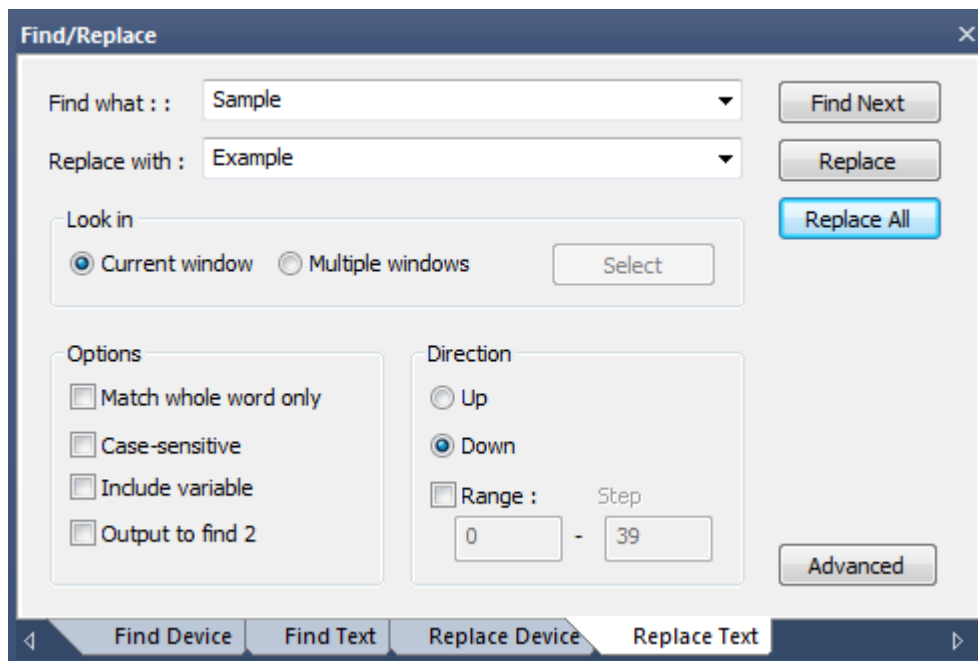 Find/Replace
Find what : : Sample Find Next
Replace with : Example Replace
Look in Replace All
Current window Multiple windows Select
Options Direction
Match whole word only Up
Case-sensitive Down
Include variable Range : Step
Output to find 2 0 - 39
Advanced
Find Device Find Text Replace Device Replace Text